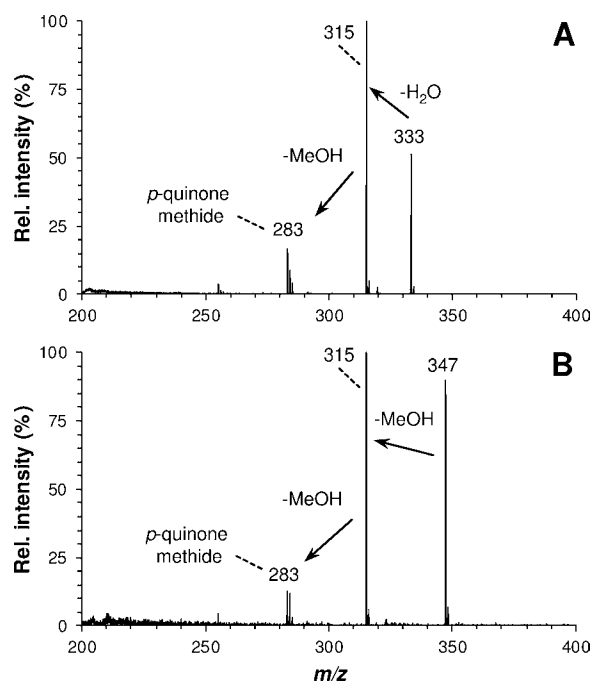 A
Rel. intensity (%)
100
75
50
25
0
315
-H₂O
333
-MeOH
p-quinone
methide
283
200
250
300
350
400
B
Rel. intensity (%)
100
75
50
25
0
315
347
-MeOH
-MeOH
p-quinone
methide
283
200
250
300
350
400
m/z